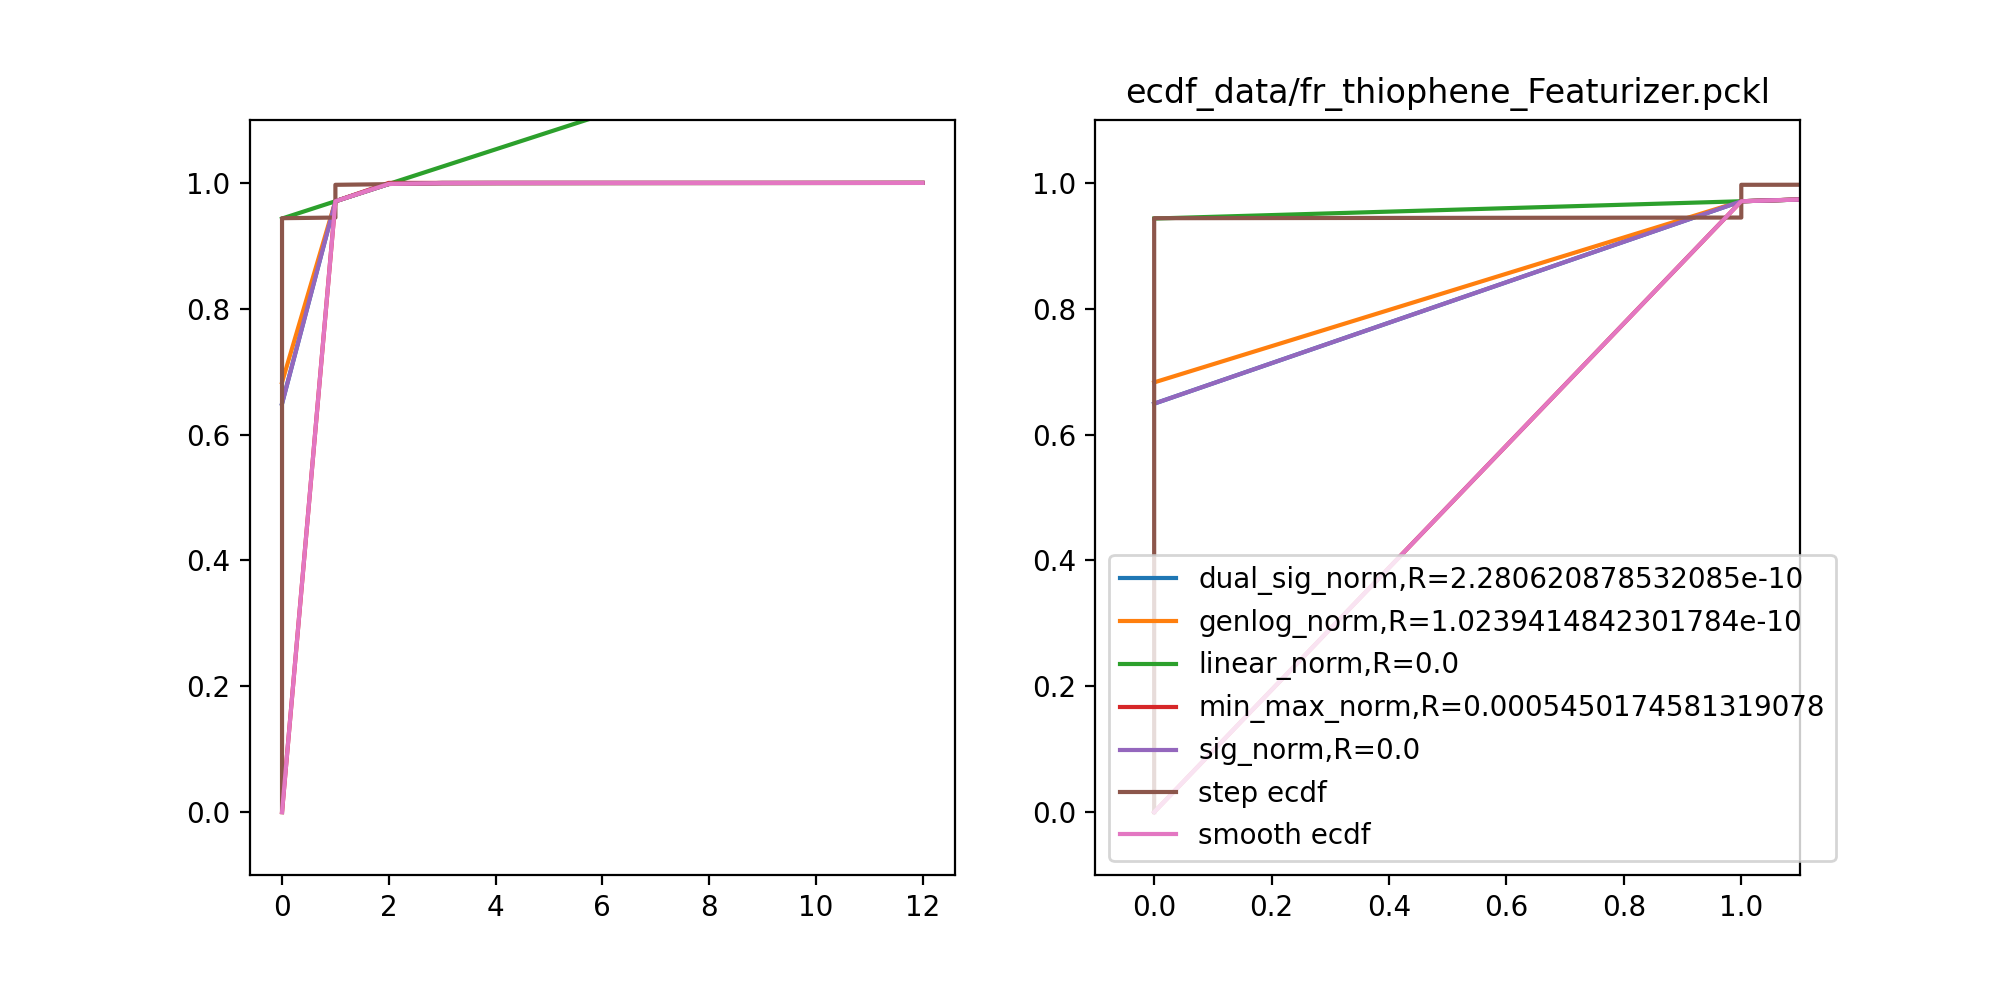 ecdf_data/fr_thiophene_Featurizer.pckl
1.0
0.8
0.6
0.4
0.2
0.0
0 2 4 6 8 10 12
1.0
0.8
0.6
0.4
0.2
0.0
dual_sig_norm,R=2.280620878532085e-10
genlog_norm,R=1.0239414842301784e-10
linear_norm,R=0.0
min_max_norm,R=0.0005450174581319078
sig_norm,R=0.0
step ecdf
smooth ecdf
0.0 0.2 0.4 0.6 0.8 1.0